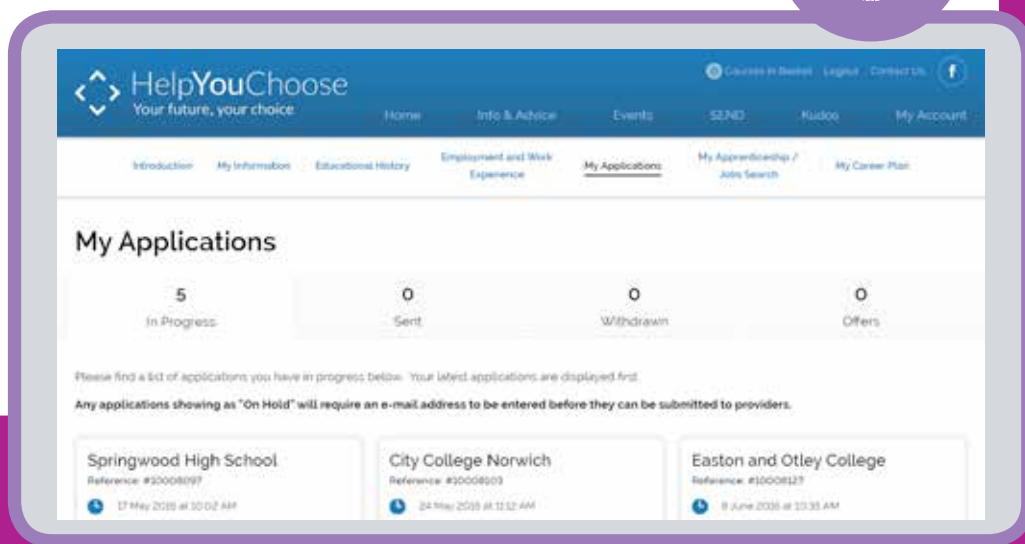 HelpYouChoose
Your future, your choice
Courses in Basket Logout Contact Us f
Home Info & Advice Events SEND Kudos My Account
Introduction My Information Educational History Employment and Work Experience My Applications My Apprenticeship / Jobs Search My Career Plan
My Applications
5 0 0 0
In Progress Sent Withdrawn Offers
Please find a list of applications you have in progress below. Your latest applications are displayed first.
Any applications showing as "On Hold" will require an e-mail address to be entered before they can be submitted to providers.
Springwood High School City College Norwich Easton and Otley College
Reference: #10008097 Reference: #10008103 Reference: #10008127
17 May 2016 at 10:02 AM 24 May 2016 at 11:12 AM 8 June 2016 at 10:35 AM